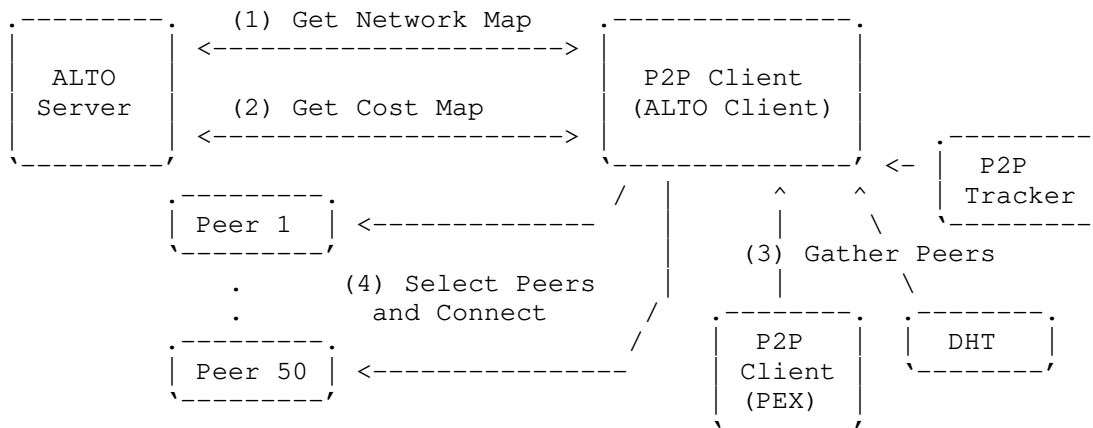 (1) Get Network Map
ALTO
Server
P2P Client
(ALTO Client)
(2) Get Cost Map
P2P
Tracker
Peer 1
(3) Gather Peers
(4) Select Peers
and Connect
Peer 50
P2P
Client
(PEX)
DHT